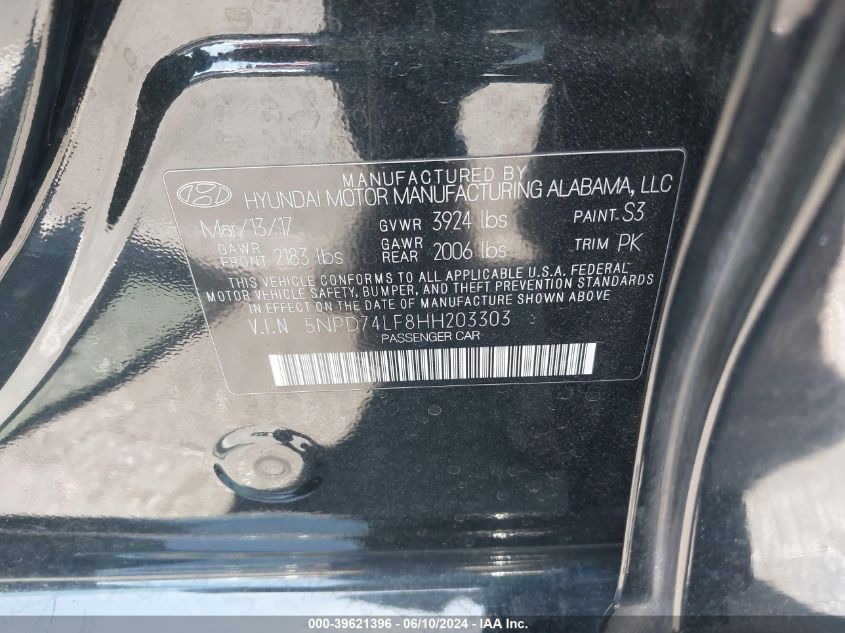 MANUFACTURED BY
HYUNDAI MOTOR MANUFACTURING ALABAMA, LLC
Mar/13/17 GVWR 3924 lbs PAINT S3
GAWR FRONT 2183 lbs GAWR REAR 2006 lbs TRIM PK
THIS VEHICLE CONFORMS TO ALL APPLICABLE U.S.A. FEDERAL
MOTOR VEHICLE SAFETY, BUMPER, AND THEFT PREVENTION STANDARDS
IN EFFECT ON THE DATE OF MANUFACTURE SHOWN ABOVE
V.I.N 5NPD74LF8HH203303
PASSENGER CAR
000-39621396 - 06/10/2024 - IAA Inc.